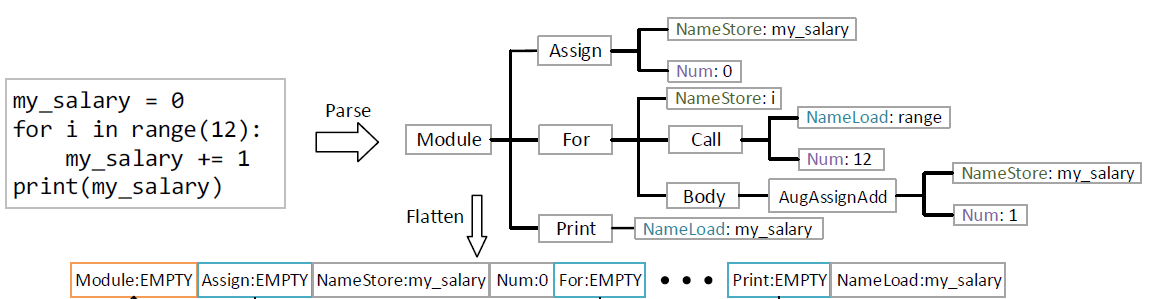 my_salary = 0
for i in range(12):
    my_salary += 1
print(my_salary)
Parse
Module
Assign
NameStore: my_salary
Num: 0
For
NameStore: i
Call
NameLoad: range
Num: 12
Body
AugAssignAdd
NameStore: my_salary
Num: 1
Print
NameLoad: my_salary
Flatten
Module:EMPTY Assign:EMPTY NameStore:my_salary Num:0 For:EMPTY • • • Print:EMPTY NameLoad:my_salary